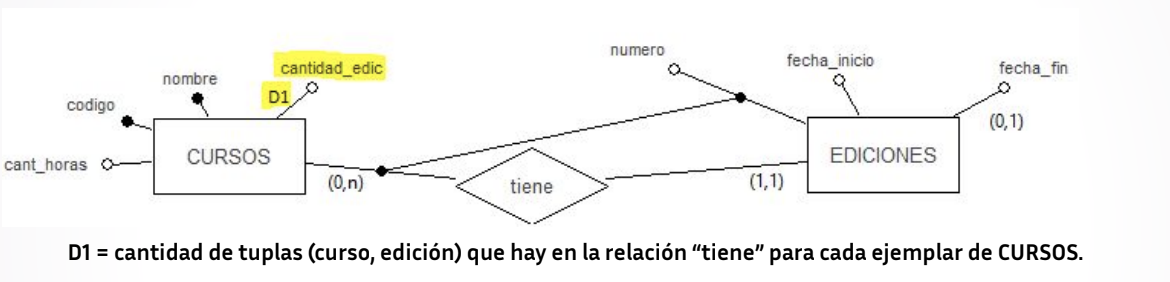 numero
fecha_inicio
fecha_fin
cantidad_edic
nombre
D1
codigo
(0,1)
CURSOS
EDICIONES
cant_horas
(0,n)
tiene
(1,1)
D1 = cantidad de tuplas (curso, edición) que hay en la relación “tiene” para cada ejemplar de CURSOS.